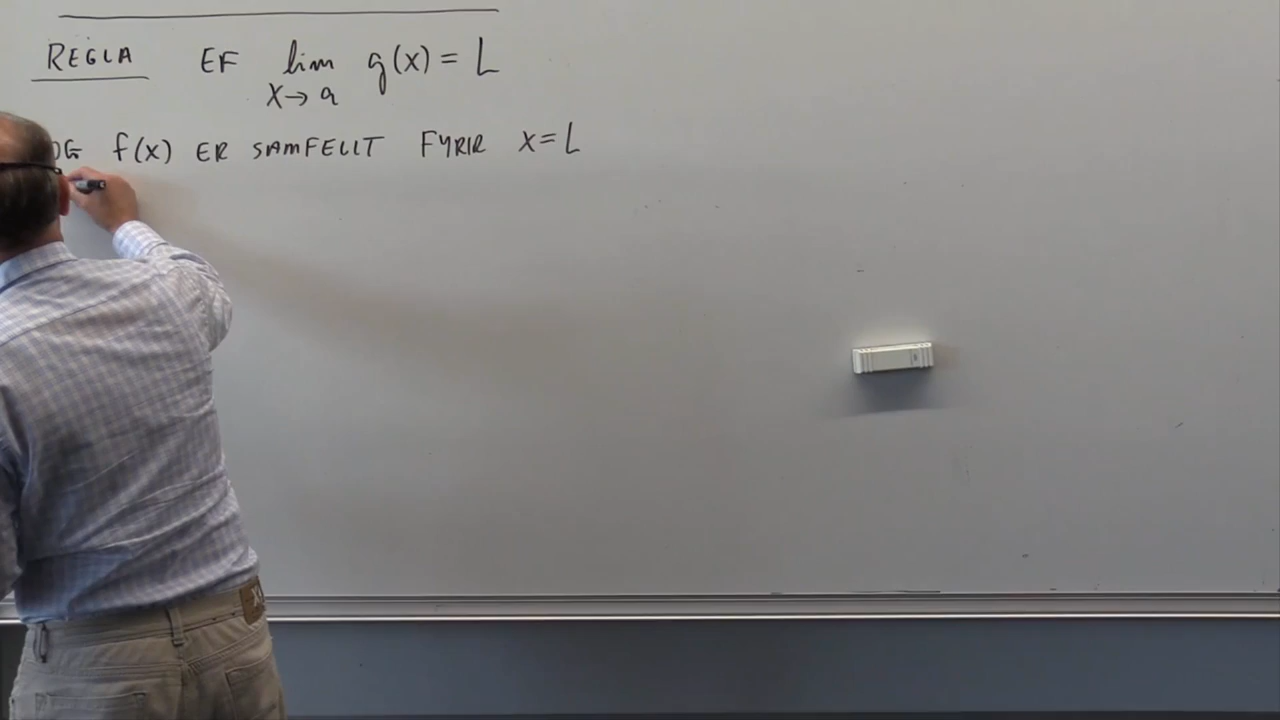 REGLA EF lim g(x) = L
x→a
OG f(x) ER SAMFELLT FYRIR x=L